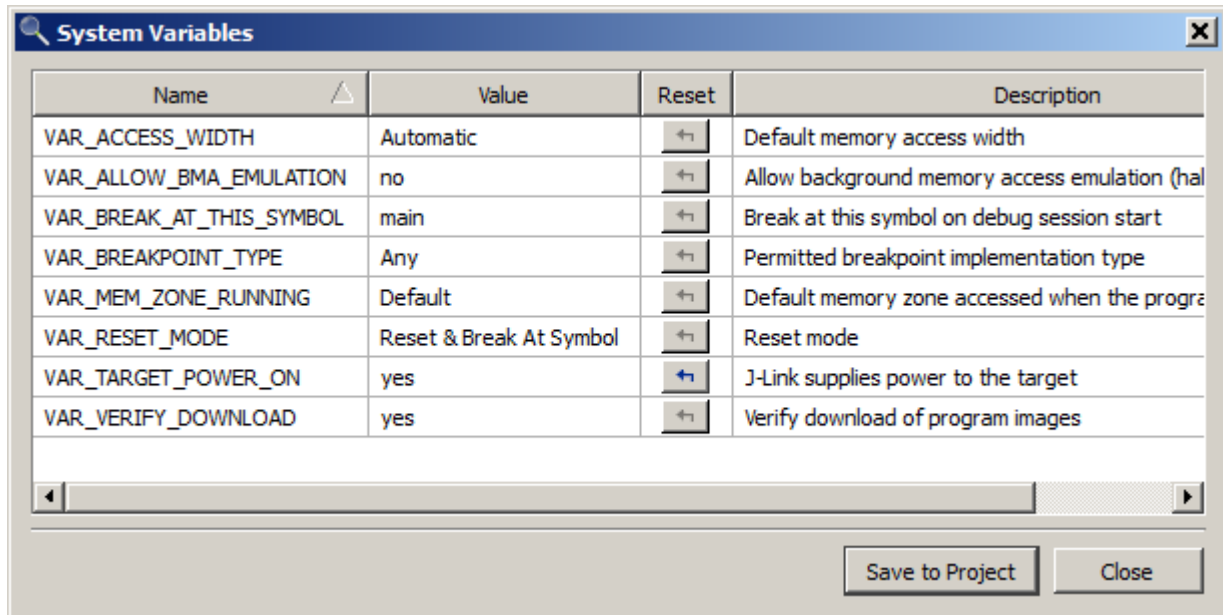 System Variables
Name Value Reset Description
VAR_ACCESS_WIDTH Automatic Default memory access width
VAR_ALLOW_BMA_EMULATION no Allow background memory access emulation (hal
VAR_BREAK_AT_THIS_SYMBOL main Break at this symbol on debug session start
VAR_BREAKPOINT_TYPE Any Permitted breakpoint implementation type
VAR_MEM_ZONE_RUNNING Default Default memory zone accessed when the progra
VAR_RESET_MODE Reset & Break At Symbol Reset mode
VAR_TARGET_POWER_ON yes J-Link supplies power to the target
VAR_VERIFY_DOWNLOAD yes Verify download of program images
Save to Project Close